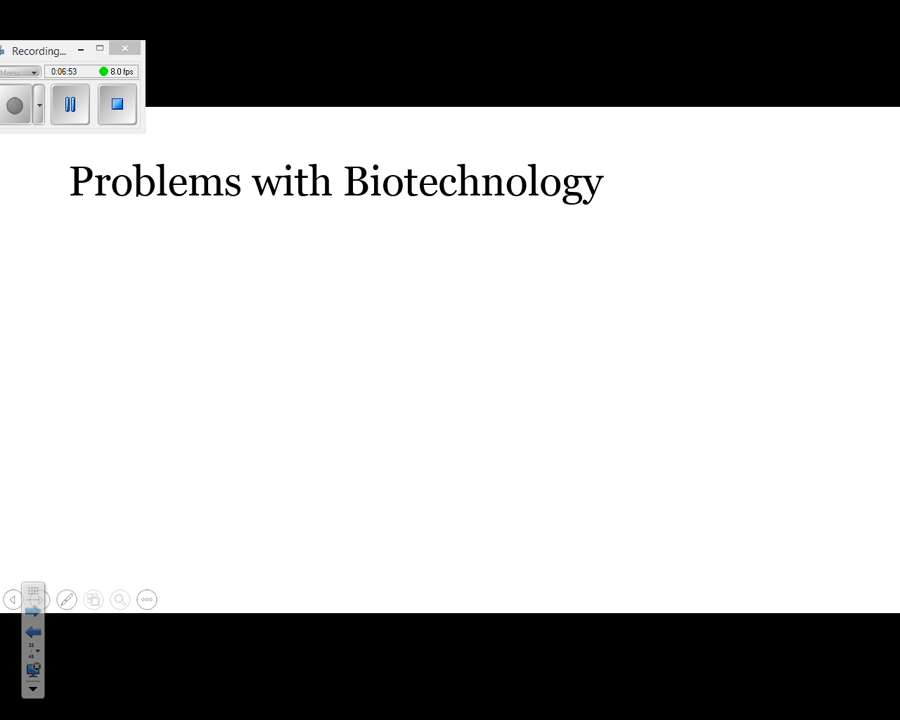 Recording...
Menu
0:06:53
8.0 fps
Problems with Biotechnology